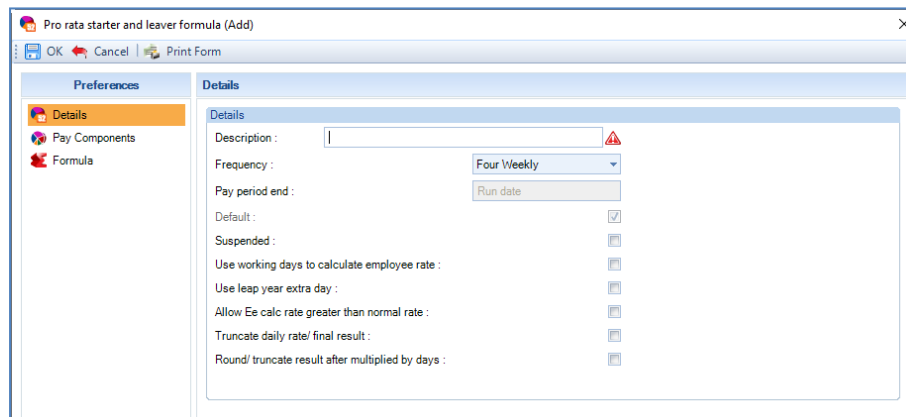 Pro rata starter and leaver formula (Add)
OK Cancel Print Form
Preferences
Details
Pay Components
Formula
Details
Details
Description :
Frequency : Four Weekly
Pay period end : Run date
Default :
Suspended :
Use working days to calculate employee rate :
Use leap year extra day :
Allow Ee calc rate greater than normal rate :
Truncate daily rate/ final result :
Round/ truncate result after multiplied by days :